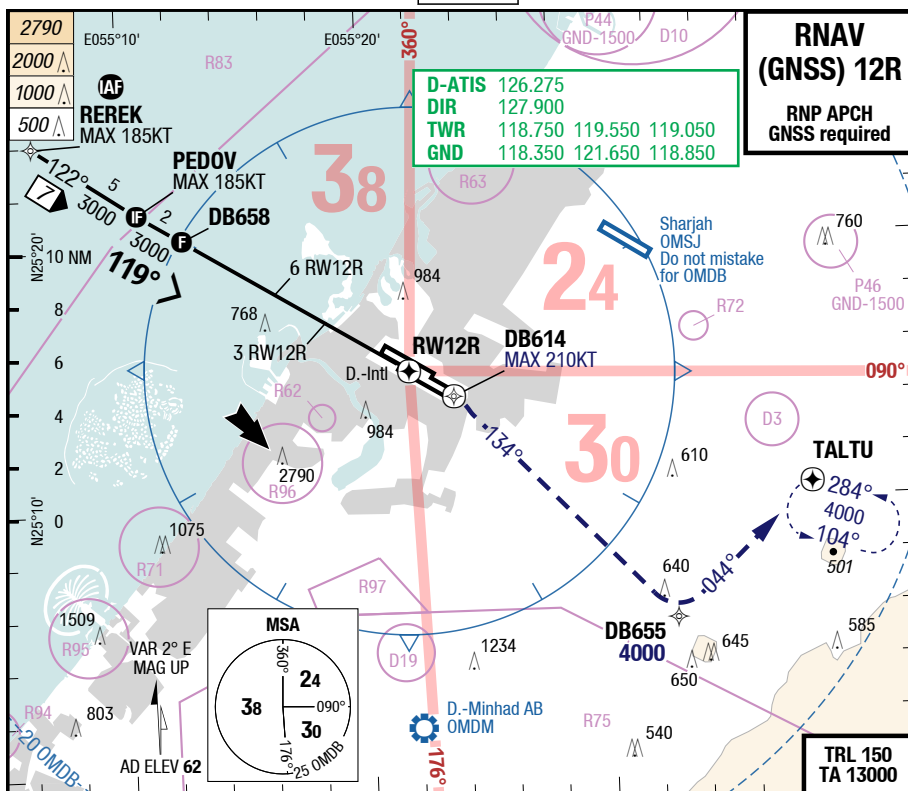 2790
2000
1000
500
E055°10'
E055°20'
360°
P44
GND-1500
D10
R83
RNAV
(GNSS) 12R
RNP APCH
GNSS required
D-ATIS 126.275
DIR 127.900
TWR 118.750 119.550 119.050
GND 118.350 121.650 118.850
IAF
REREK
MAX 185KT
PEDOV
MAX 185KT
122°
5
3000
7
IF
2
3000
F
DB658
119°
38
R63
Sharjah
OMSJ
Do not mistake
for OMDB
760
P46
GND-1500
N25°20'
10 NM
8
6
4
2
0
N25°10'
6 RW12R
984
24
R72
768
3 RW12R
RW12R
D.-Intl
DB614
MAX 210KT
090°
R62
984
134°
30
D3
610
TALTU
284°
4000
104°
501
2790
R96
1075
R71
R97
640
044°
DB655
4000
645
650
585
1509
R95
VAR 2° E
MAG UP
MSA
360°
24
38
090°
30
176°
25 OMDB
D19
1234
D.-Minhad AB
OMDM
R75
540
R94
803
20 OMDB
AD ELEV 62
176°
TRL 150
TA 13000